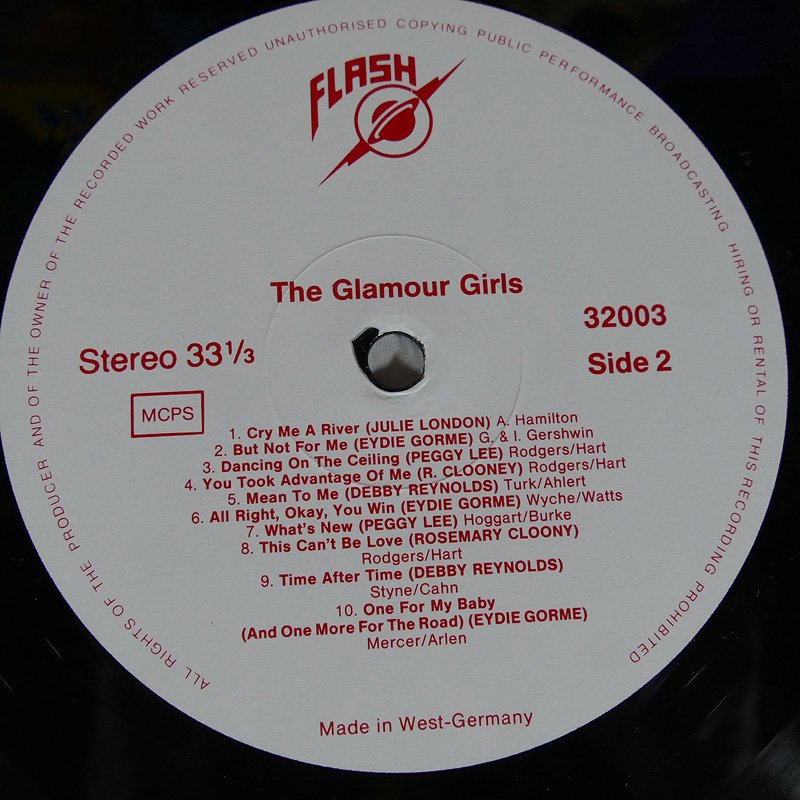 ALL RIGHTS OF THE PRODUCER AND OF THE OWNER OF THE RECORDED WORK RESERVED UNAUTHORISED COPYING PUBLIC PERFORMANCE BROADCASTING HIRING OR RENTAL OF THIS RECORDING PROHIBITED
FLASH
The Glamour Girls
32003
Stereo 33 1/3
Side 2
MCPS
1. Cry Me A River (JULIE LONDON) A. Hamilton
2. But Not For Me (EYDIE GORME) G. & I. Gershwin
3. Dancing On The Ceiling (PEGGY LEE) Rodgers/Hart
4. You Took Advantage Of Me (R. CLOONEY) Rodgers/Hart
5. Mean To Me (DEBBY REYNOLDS) Turk/Ahlert
6. All Right, Okay, You Win (EYDIE GORME) Wyche/Watts
7. What's New (PEGGY LEE) Hoggart/Burke
8. This Can't Be Love (ROSEMARY CLOONY)
Rodgers/Hart
9. Time After Time (DEBBY REYNOLDS)
Styne/Cahn
10. One For My Baby
(And One More For The Road) (EYDIE GORME)
Mercer/Arlen
Made in West-Germany